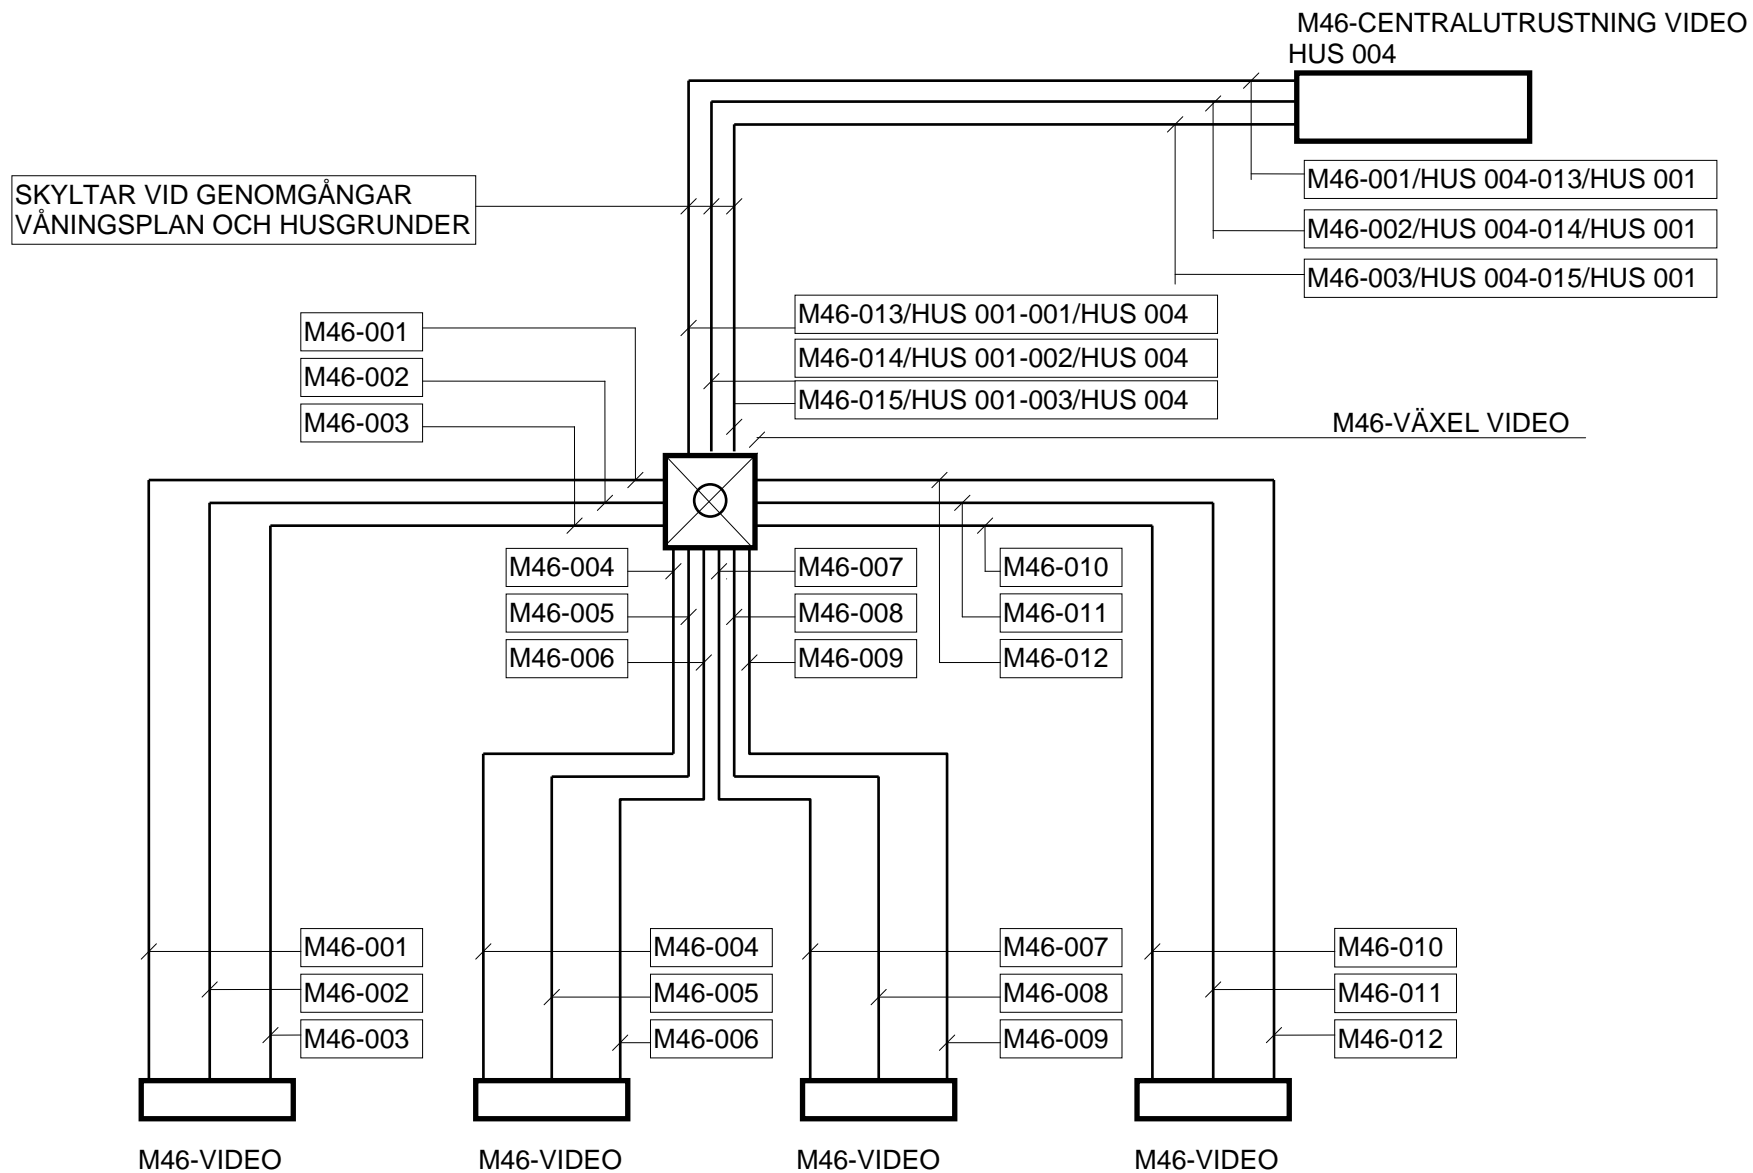 M46-CENTRALUTRUSTNING VIDEO
HUS 004
SKYLTAR VID GENOMGÅNGAR
VÅNINGSPLAN OCH HUSGRUNDER
M46-001/HUS 004-013/HUS 001
M46-002/HUS 004-014/HUS 001
M46-003/HUS 004-015/HUS 001
M46-013/HUS 001-001/HUS 004
M46-014/HUS 001-002/HUS 004
M46-015/HUS 001-003/HUS 004
M46-001
M46-002
M46-003
M46-VÄXEL VIDEO
M46-004
M46-005
M46-006
M46-007
M46-008
M46-009
M46-010
M46-011
M46-012
M46-001
M46-002
M46-003
M46-004
M46-005
M46-006
M46-007
M46-008
M46-009
M46-010
M46-011
M46-012
M46-VIDEO
M46-VIDEO
M46-VIDEO
M46-VIDEO